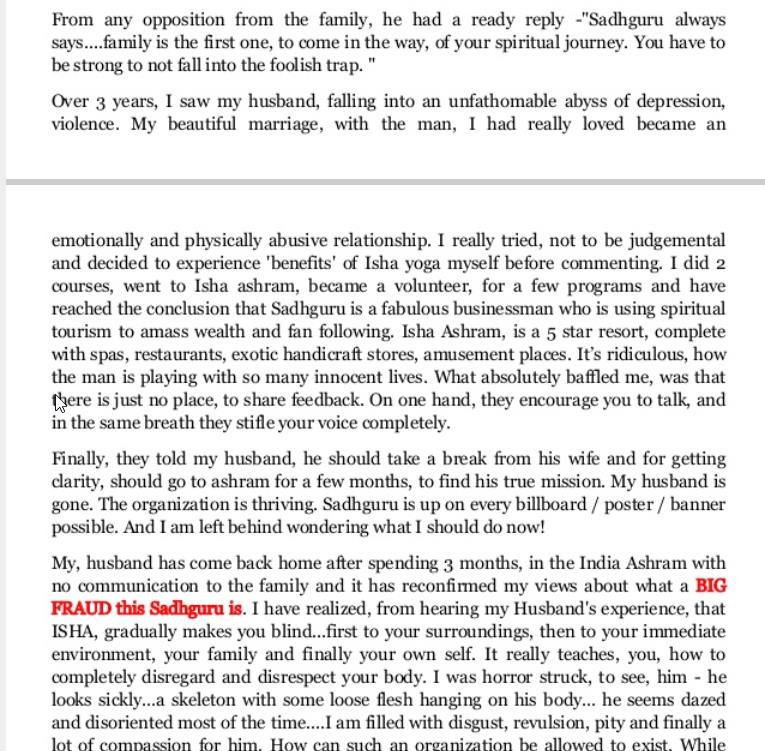 From any opposition from the family, he had a ready reply -"Sadhguru always
says....family is the first one, to come in the way, of your spiritual journey. You have to
be strong to not fall into the foolish trap. "
Over 3 years, I saw my husband, falling into an unfathomable abyss of depression,
violence. My beautiful marriage, with the man, I had really loved became an
emotionally and physically abusive relationship. I really tried, not to be judgemental
and decided to experience 'benefits' of Isha yoga myself before commenting. I did 2
courses, went to Isha ashram, became a volunteer, for a few programs and have
reached the conclusion that Sadhguru is a fabulous businessman who is using spiritual
tourism to amass wealth and fan following. Isha Ashram, is a 5 star resort, complete
with spas, restaurants, exotic handicraft stores, amusement places. It’s ridiculous, how
the man is playing with so many innocent lives. What absolutely baffled me, was that
there is just no place, to share feedback. On one hand, they encourage you to talk, and
in the same breath they stifle your voice completely.
Finally, they told my husband, he should take a break from his wife and for getting
clarity, should go to ashram for a few months, to find his true mission. My husband is
gone. The organization is thriving. Sadhguru is up on every billboard / poster / banner
possible. And I am left behind wondering what I should do now!
My, husband has come back home after spending 3 months, in the India Ashram with
no communication to the family and it has reconfirmed my views about what a BIG
FRAUD this Sadhguru is. I have realized, from hearing my Husband's experience, that
ISHA, gradually makes you blind...first to your surroundings, then to your immediate
environment, your family and finally your own self. It really teaches, you, how to
completely disregard and disrespect your body. I was horror struck, to see, him - he
looks sickly...a skeleton with some loose flesh hanging on his body... he seems dazed
and disoriented most of the time....I am filled with disgust, revulsion, pity and finally a
lot of compassion for him. How can such an organization be allowed to exist. While